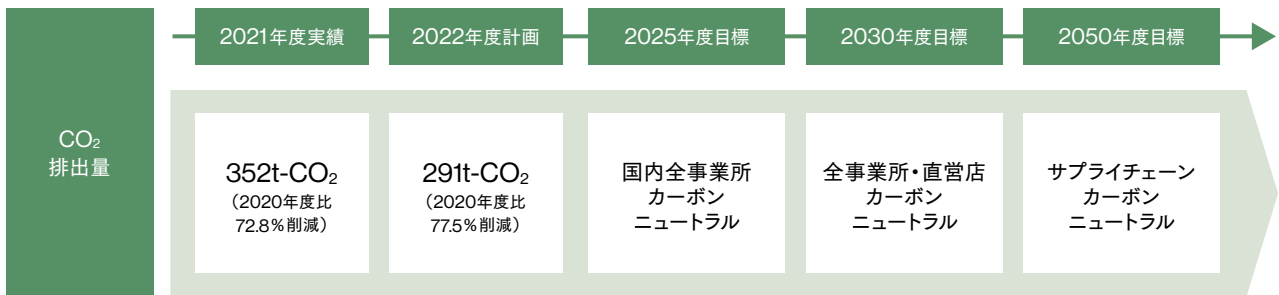 CO₂
排出量
2021年度実績
2022年度計画
2025年度目標
2030年度目標
2050年度目標
352t-CO₂
（2020年度比
72.8％削減）
291t-CO₂
（2020年度比
77.5％削減）
国内全事業所
カーボン
ニュートラル
全事業所・直営店
カーボン
ニュートラル
サプライチェーン
カーボン
ニュートラル